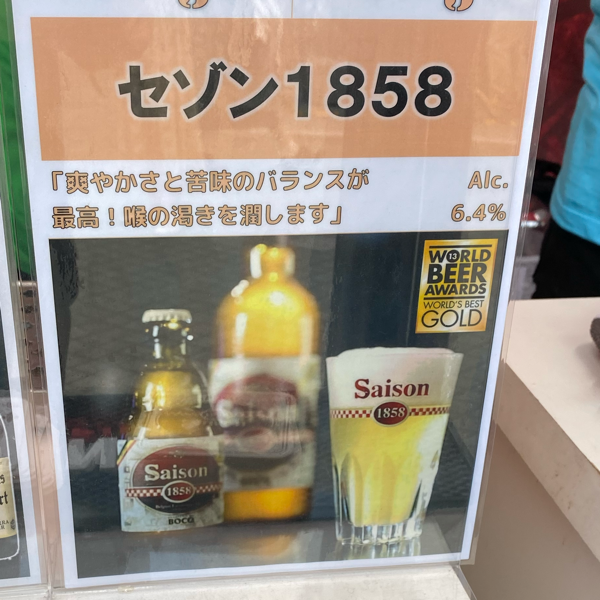 セゾン1858
「爽やかさと苦味のバランスが
最高！喉の渇きを潤します」
Alc.
6.4%
WORLD
13
BEER
AWARDS
WORLD'S BEST
GOLD
Saison
1858
Saison
Saison
1858
BOCQ